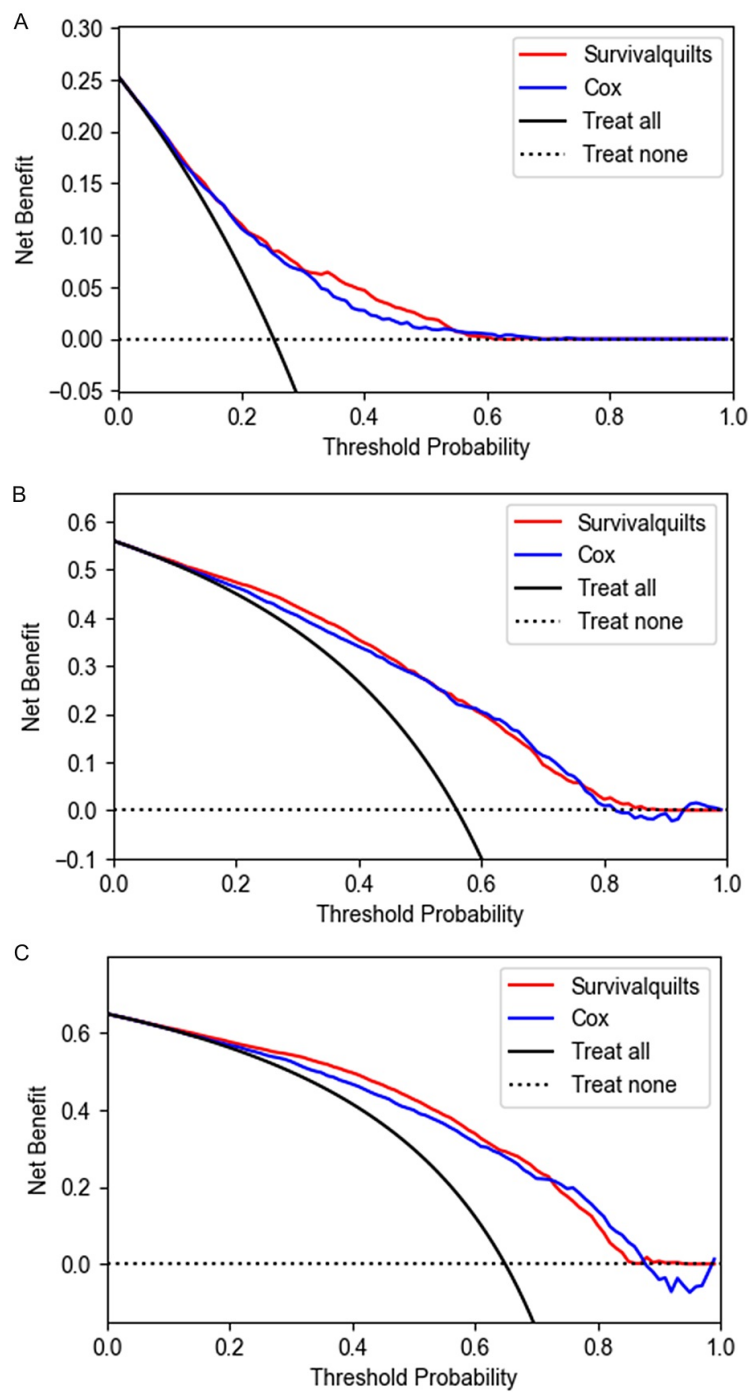 A
0.30
0.25
0.20
0.15
0.10
0.05
0.00
−0.05
Net Benefit
Survivalquilts
Cox
Treat all
Treat none
0.0 0.2 0.4 0.6 0.8 1.0
Threshold Probability
B
0.6
0.5
0.4
0.3
0.2
0.1
0.0
−0.1
Net Benefit
Survivalquilts
Cox
Treat all
Treat none
0.0 0.2 0.4 0.6 0.8 1.0
Threshold Probability
C
0.6
0.4
0.2
0.0
Net Benefit
Survivalquilts
Cox
Treat all
Treat none
0.0 0.2 0.4 0.6 0.8 1.0
Threshold Probability